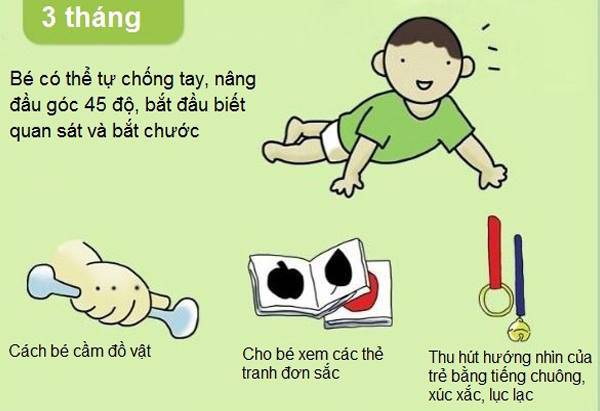 3 tháng
Bé có thể tự chống tay, nâng
đầu góc 45 độ, bắt đầu biết
quan sát và bắt chước
Cách bé cầm đồ vật
Cho bé xem các thẻ
tranh đơn sắc
Thu hút hướng nhìn của
trẻ bằng tiếng chuông,
xúc xắc, lục lạc